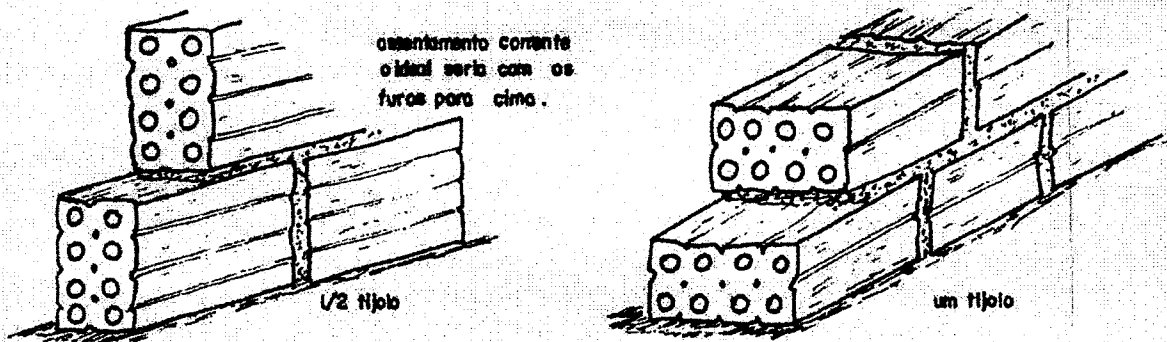 assentamento corrente
o ideal seria com os
furos para cima.
1/2 tijolo
um tijolo